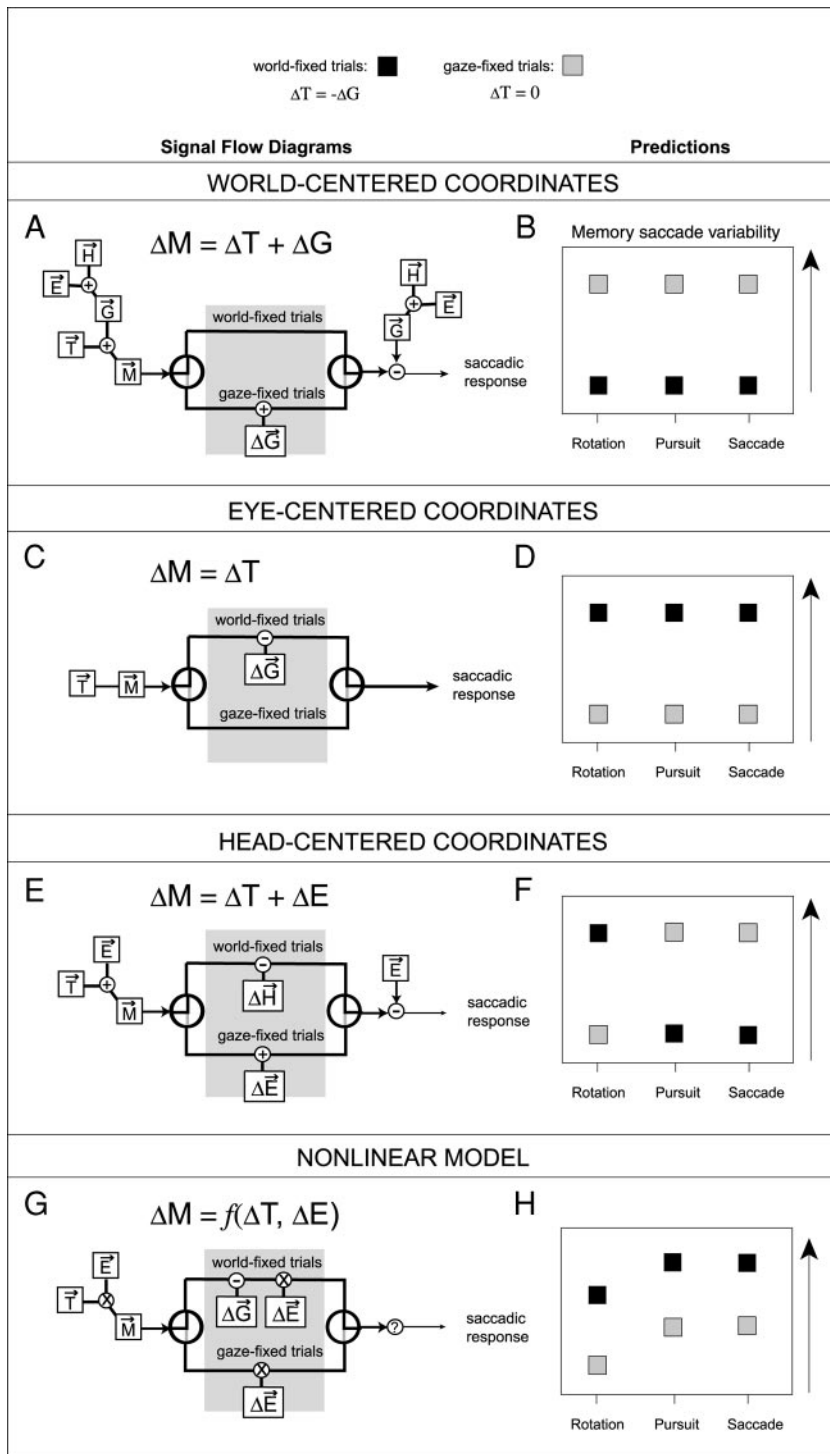 world-fixed trials: gaze-fixed trials:
ΔT = -ΔG ΔT = 0
Signal Flow Diagrams Predictions
WORLD-CENTERED COORDINATES
A ΔM = ΔT + ΔG B Memory saccade variability
H
E + G
T + M
world-fixed trials
gaze-fixed trials
+
ΔG
H
+ E
G
-
saccadic
response
Rotation Pursuit Saccade
EYE-CENTERED COORDINATES
C ΔM = ΔT D
world-fixed trials
-
ΔG
T M
gaze-fixed trials
saccadic
response
Rotation Pursuit Saccade
HEAD-CENTERED COORDINATES
E ΔM = ΔT + ΔE F
E
T + M
world-fixed trials
-
ΔH
gaze-fixed trials
+
ΔE
E
-
saccadic
response
Rotation Pursuit Saccade
NONLINEAR MODEL
G ΔM = f(ΔT, ΔE) H
E
T X M
world-fixed trials
- X
ΔG ΔE
gaze-fixed trials
X
ΔE
?
saccadic
response
Rotation Pursuit Saccade